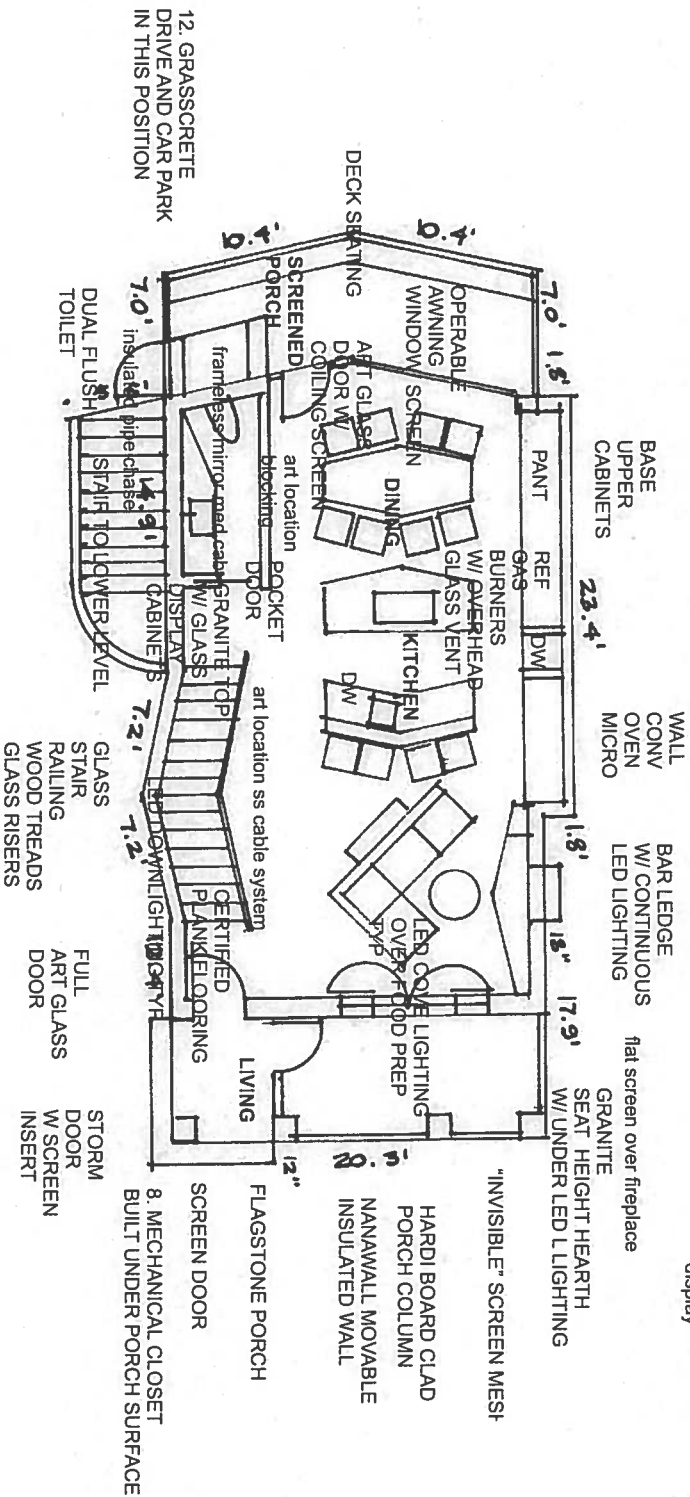 display
BASE
UPPER
CABINETS
WALL
CONV
OVEN
MICRO
BAR LEDGE
W/ CONTINUOUS
LED LIGHTING
flat screen over fireplace
GRANITE
SEAT HEIGHT HEARTH
W/ UNDER LED L LIGHTING
7.0'
1.8'
23.4'
1.8'
18"
17.9'
PANT
REF
DW
OPERABLE
AWNING
WINDOW SCREEN
GAS
BURNERS
W/ OVERHEAD
GLASS VENT
DECK SEATING
DINING
KITCHEN
DW
LED COVE LIGHTING
OVER FOOD PREP
TYP
"INVISIBLE" SCREEN MESH
HARDI BOARD CLAD
PORCH COLUMN
NANAWALL MOVABLE
INSULATED WALL
SCREENED
PORCH
ART GLASS
DOOR W/
COILING SCREEN
art location
blocking
POCKET
DOOR
art location ss cable system
CERTIFIED
PLANK FLOORING
LIVING
12"
FLAGSTONE PORCH
frameless mirror med cab
GRANITE TOP
W/ GLASS
DISPLAY
CABINETS
LED DOWNLIGHTING TYP
SCREEN DOOR
7.0'
insulated pipe chase
14.9'
7.2'
7.2'
8. MECHANICAL CLOSET
BUILT UNDER PORCH SURFACE
12. GRASSCRETE
DRIVE AND CAR PARK
IN THIS POSITION
DUAL FLUSH
TOILET
STAIR TO LOWER LEVEL
GLASS
STAIR
RAILING
WOOD TREADS
GLASS RISERS
FULL
ART GLASS
DOOR
STORM
DOOR
W SCREEN
INSERT